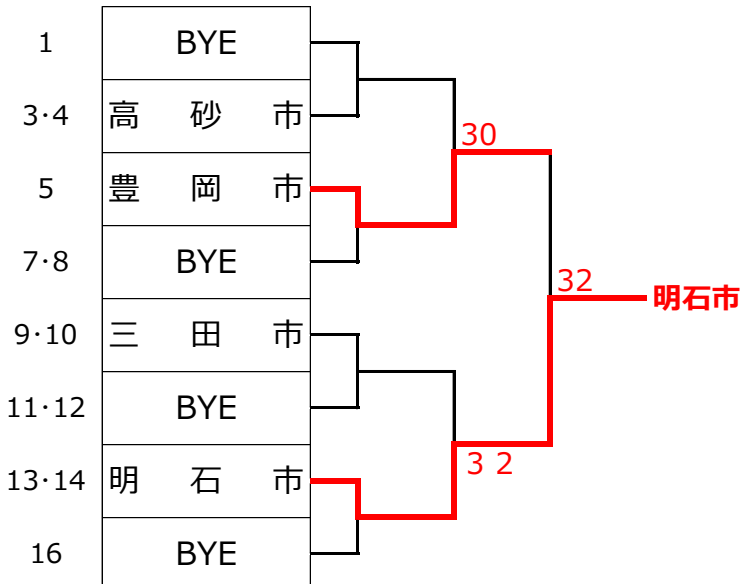 1 BYE
3·4 高砂市
30
5 豊岡市
7·8 BYE
32 明石市
9·10 三田市
11·12 BYE
3 2
13·14 明石市
16 BYE